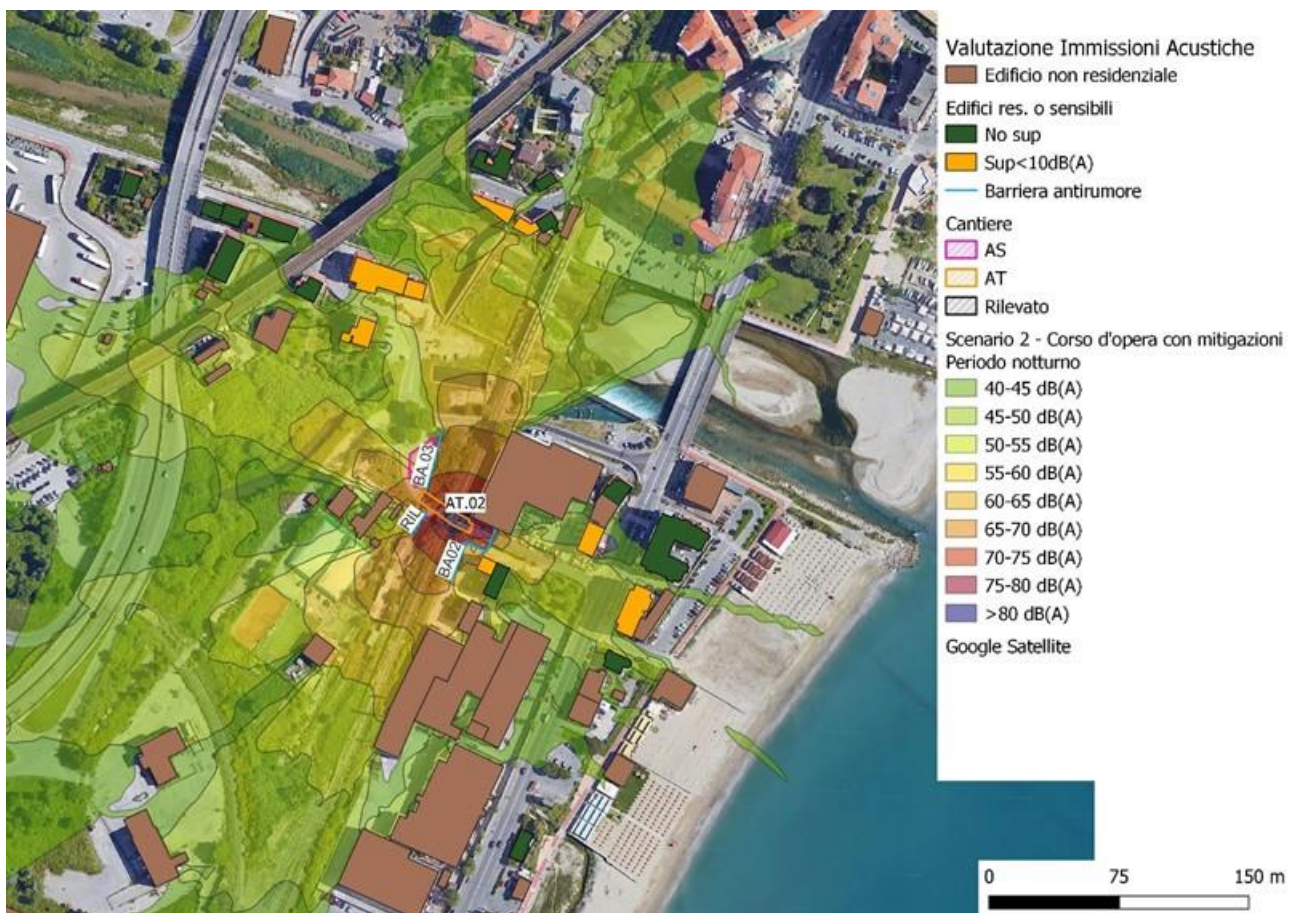 Valutazione Immissioni Acustiche
Edificio non residenziale
Edifici res. o sensibili
No sup
Sup<10dB(A)
Barriera antirumore
Cantiere
AS
AT
Rilevato
Scenario 2 - Corso d'opera con mitigazioni
Periodo notturno
40-45 dB(A)
45-50 dB(A)
50-55 dB(A)
55-60 dB(A)
60-65 dB(A)
65-70 dB(A)
70-75 dB(A)
75-80 dB(A)
>80 dB(A)
Google Satellite
BA.03
AT.02
RIL
BA02
0 75 150 m